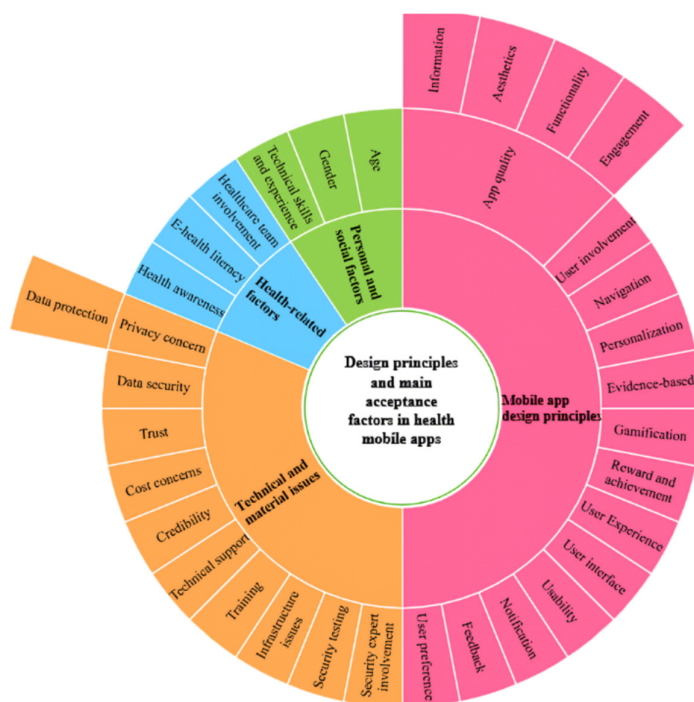 Design principles
and main
acceptance
factors in health
mobile apps
Mobile app
design principles
App quality
Information
Aesthetics
Functionality
Engagement
User involvement
Navigation
Personalization
Evidence-based
Gamification
Reward and
achievement
User Experience
User interface
Usability
Notification
Feedback
User preference
Technical and
material issues
Security expert
involvement
Security testing
Infrastructure
issues
Training
Technical support
Credibility
Cost concerns
Trust
Data security
Privacy concern
Data protection
Health-related
factors
Health awareness
E-health literacy
Healthcare team
involvement
Personal and
social factors
Technical skills
and experience
Gender
Age